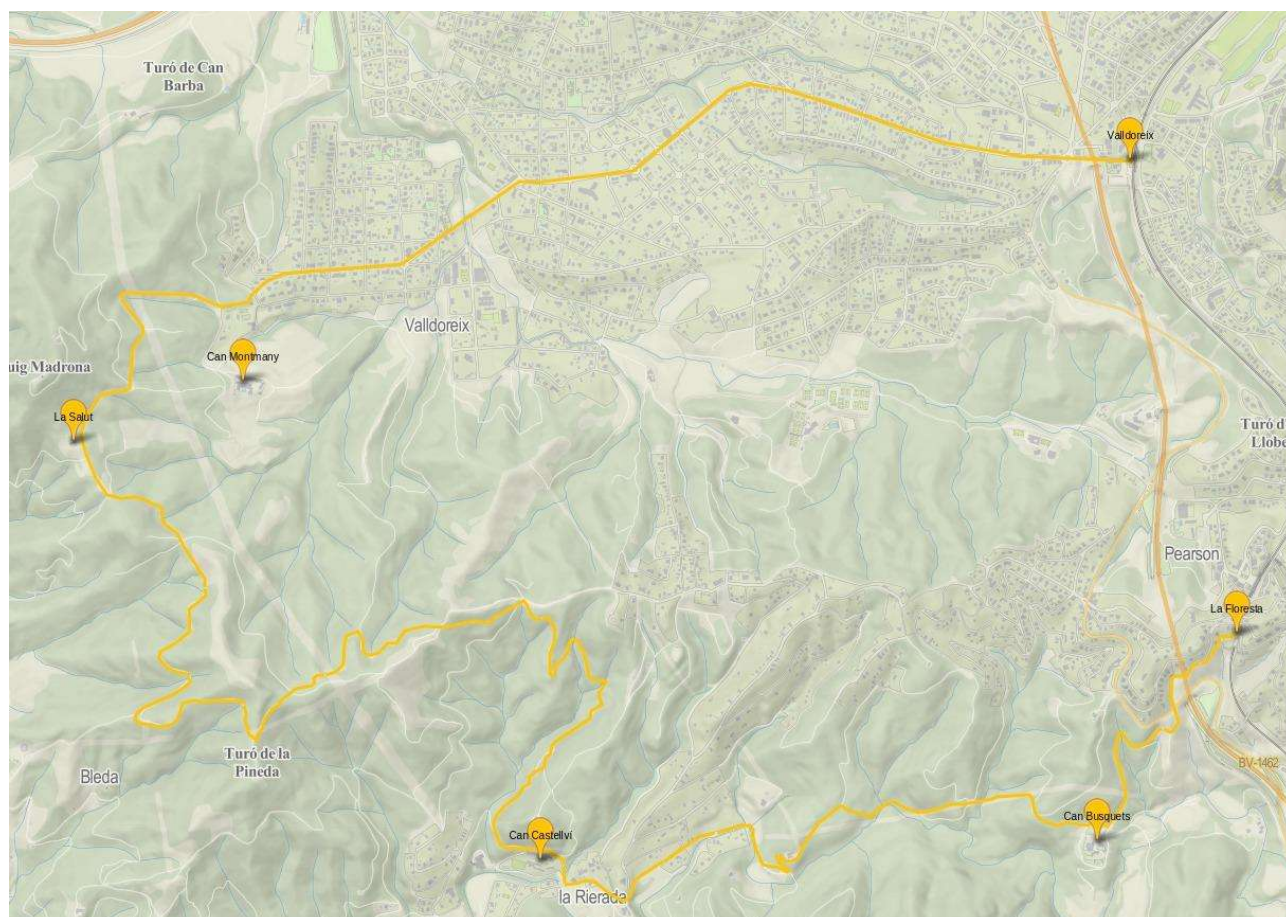 Turó de Can
Barba
Valldoreix
Valldoreix
Can Montmany
uig Madrona
La Salut
Turó d'
Llobe
Pearson
La Floresta
Turó de la
Pineda
Bleda
BV-1462
Can Busquets
Can Castellví
la Rierada